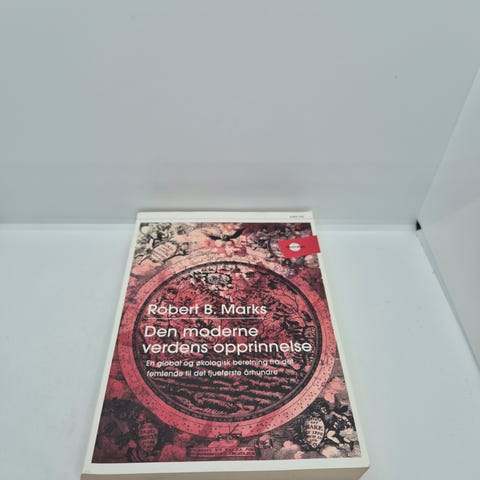 Robert B. Marks
Den moderne
verdens opprinnelse
En global og økologisk beretning fra det
femtende til det tjueførste århundre